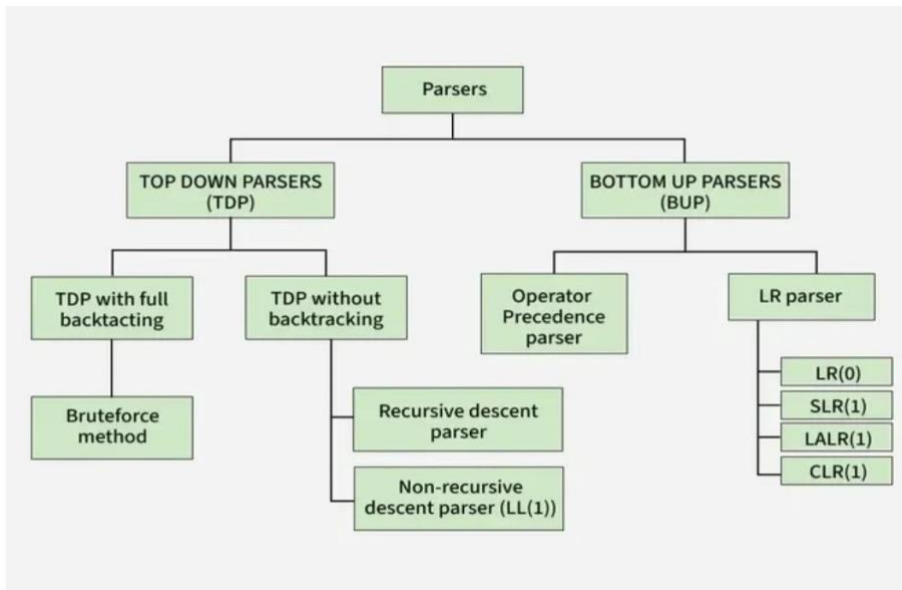 Parsers
TOP DOWN PARSERS
(TDP)
BOTTOM UP PARSERS
(BUP)
TDP with full
backtacting
TDP without
backtracking
Operator
Precedence
parser
LR parser
Bruteforce
method
Recursive descent
parser
Non-recursive
descent parser (LL(1))
LR(0)
SLR(1)
LALR(1)
CLR(1)